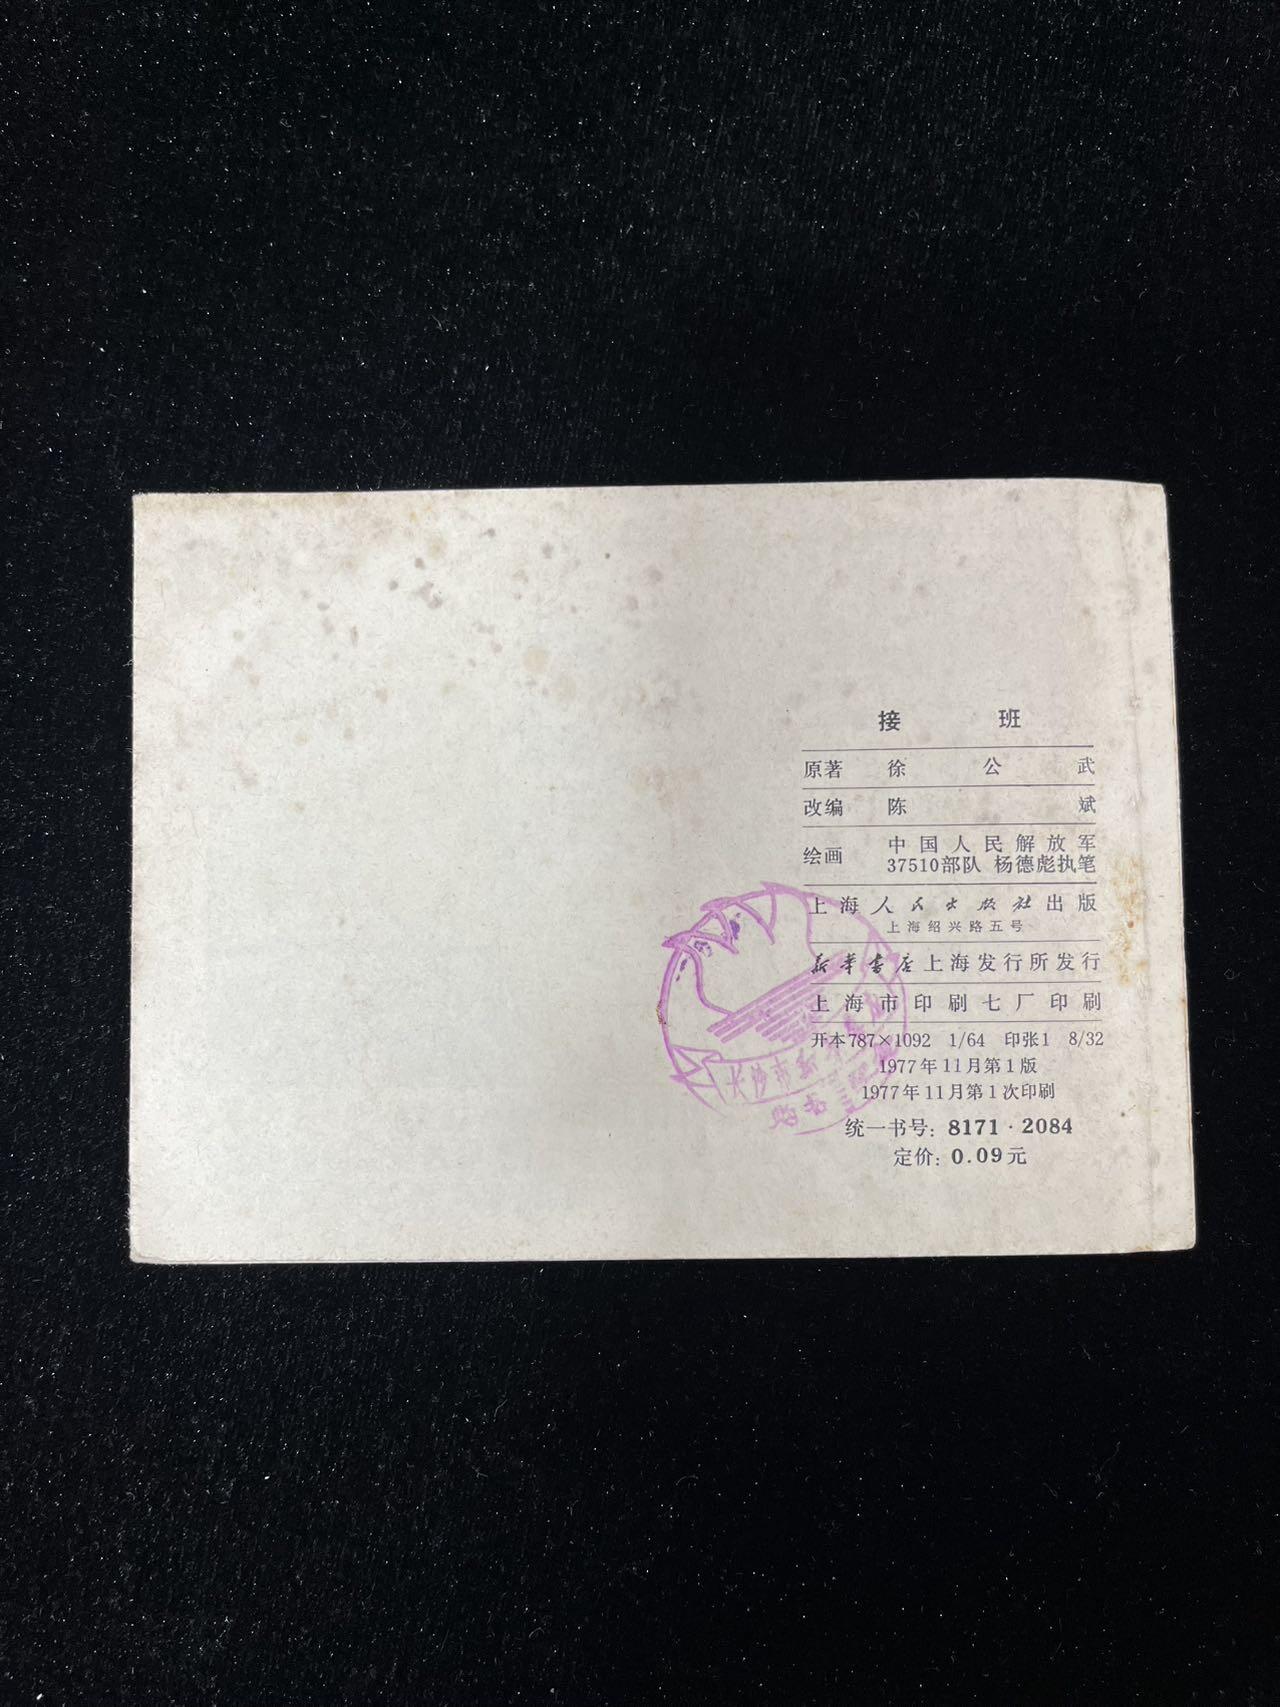 接班
原著 徐公武
改编 陈斌
绘画 中国人民解放军
37510部队 杨德彪执笔
上海人民出版社出版
上海绍兴路五号
新华书店上海发行所发行
上海市印刷七厂印刷
开本787×1092 1/64 印张1 8/32
1977年11月第1版
1977年11月第1次印刷
统一书号：8171·2084
定价：0.09元
长沙市新